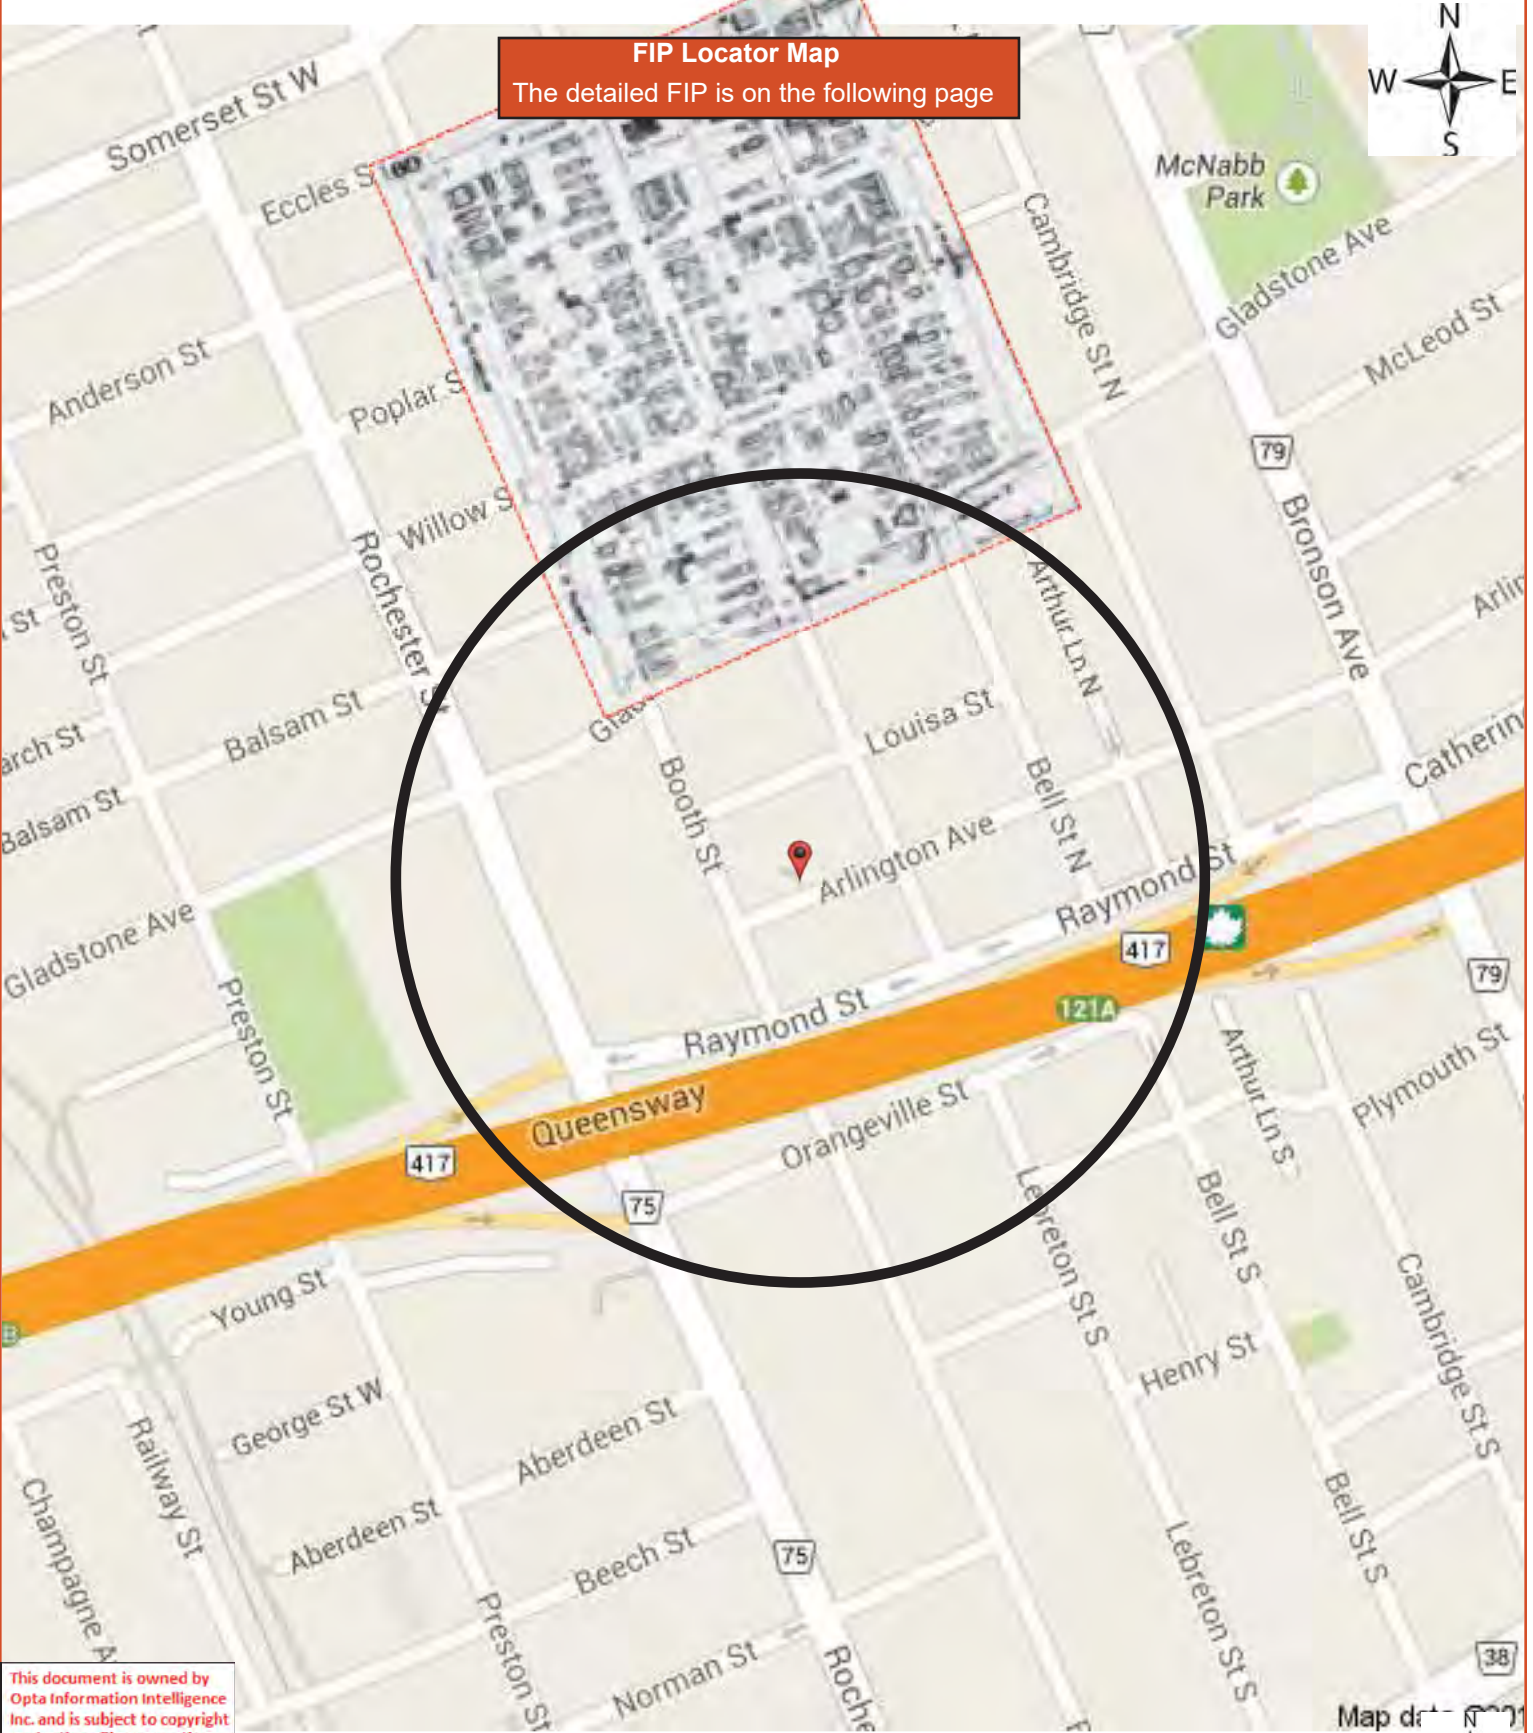 N
W E
S
FIP Locator Map
The detailed FIP is on the following page
Somerset St W
Eccles S
60
McNabb
Park
Cambridge St N
Gladstone Ave
McLeod St
Anderson St
Poplar S
79
Willow S
Rochester St
Preston St
Bronson Ave
St
Arthur Ln N
Balsam St
Louisa St
arch St
Balsam St
Booth St
Bell St N
Arlington Ave
Raymond St
417
Gladstone Ave
Preston St
Raymond St
121A
79
Queensway
Orangeville St
Arthur Ln S
Plymouth St
417
75
Lebreton St S
Bell St S
Cambridge St S
Young St
Henry St
George St W
Aberdeen St
Railway St
Champagne A
Aberdeen St
Beech St
75
Bell St S
Lebreton St S
Preston St
Norman St
Roche
38
This document is owned by
Opta Information Intelligence
Inc. and is subject to copyright
Map dat
N